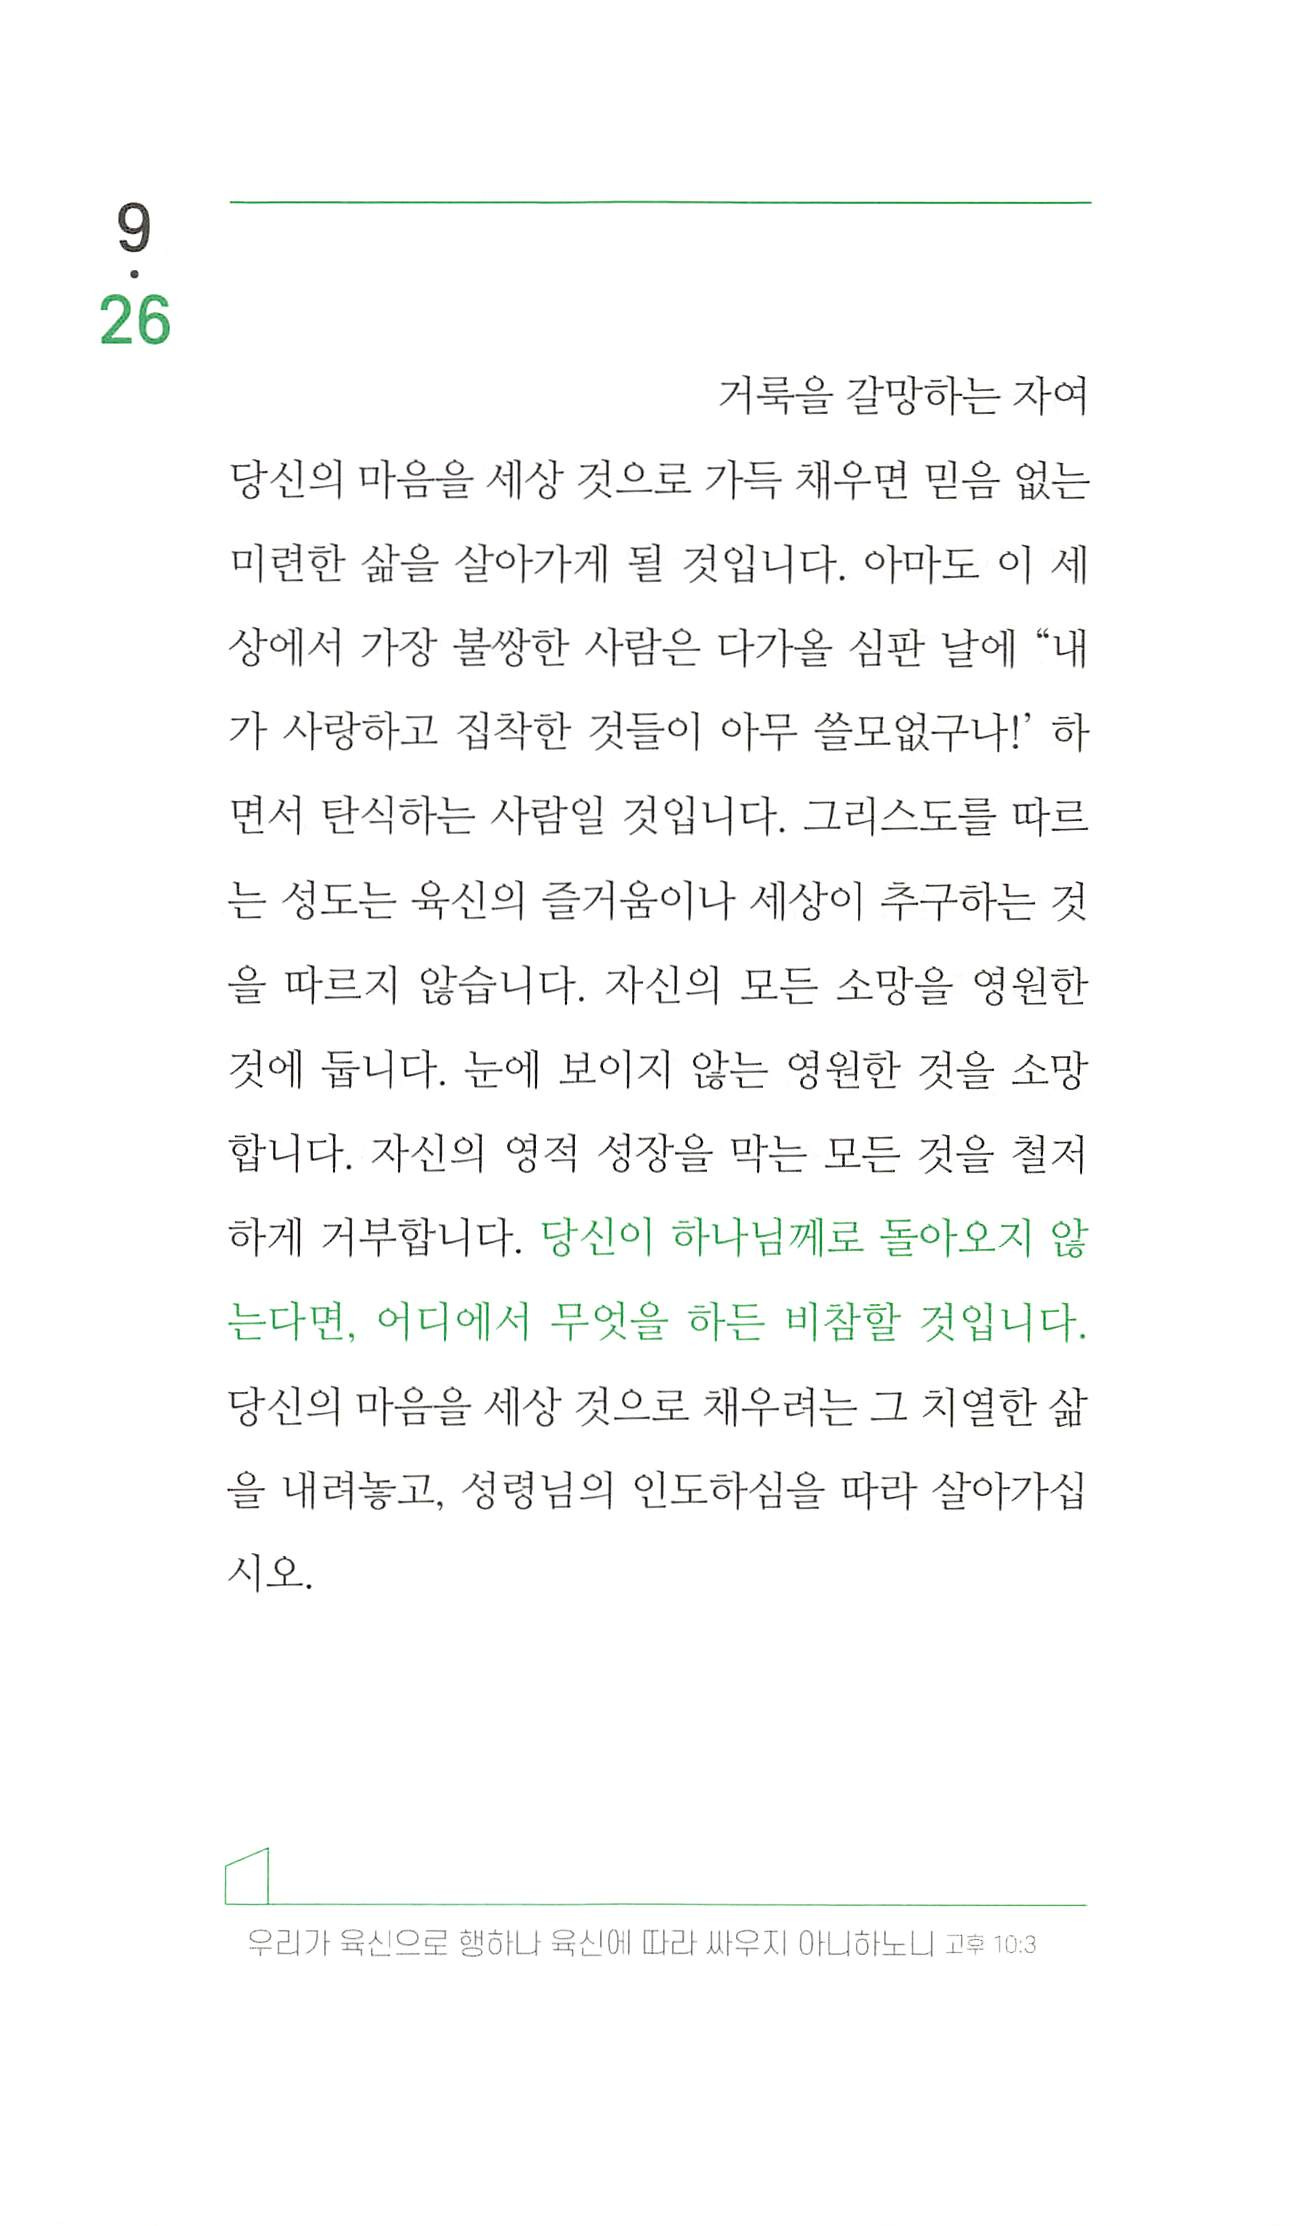 9
·
26
거룩을 갈망하는 자여
당신의 마음을 세상 것으로 가득 채우면 믿음 없는
미련한 삶을 살아가게 될 것입니다. 아마도 이 세
상에서 가장 불쌍한 사람은 다가올 심판 날에 “내
가 사랑하고 집착한 것들이 아무 쓸모없구나!’ 하
면서 탄식하는 사람일 것입니다. 그리스도를 따르
는 성도는 육신의 즐거움이나 세상이 추구하는 것
을 따르지 않습니다. 자신의 모든 소망을 영원한
것에 둡니다. 눈에 보이지 않는 영원한 것을 소망
합니다. 자신의 영적 성장을 막는 모든 것을 철저
하게 거부합니다. 당신이 하나님께로 돌아오지 않
는다면, 어디에서 무엇을 하든 비참할 것입니다.
당신의 마음을 세상 것으로 채우려는 그 치열한 삶
을 내려놓고, 성령님의 인도하심을 따라 살아가십
시오.
우리가 육신으로 행하나 육신에 따라 싸우지 아니하노니 고후 10:3